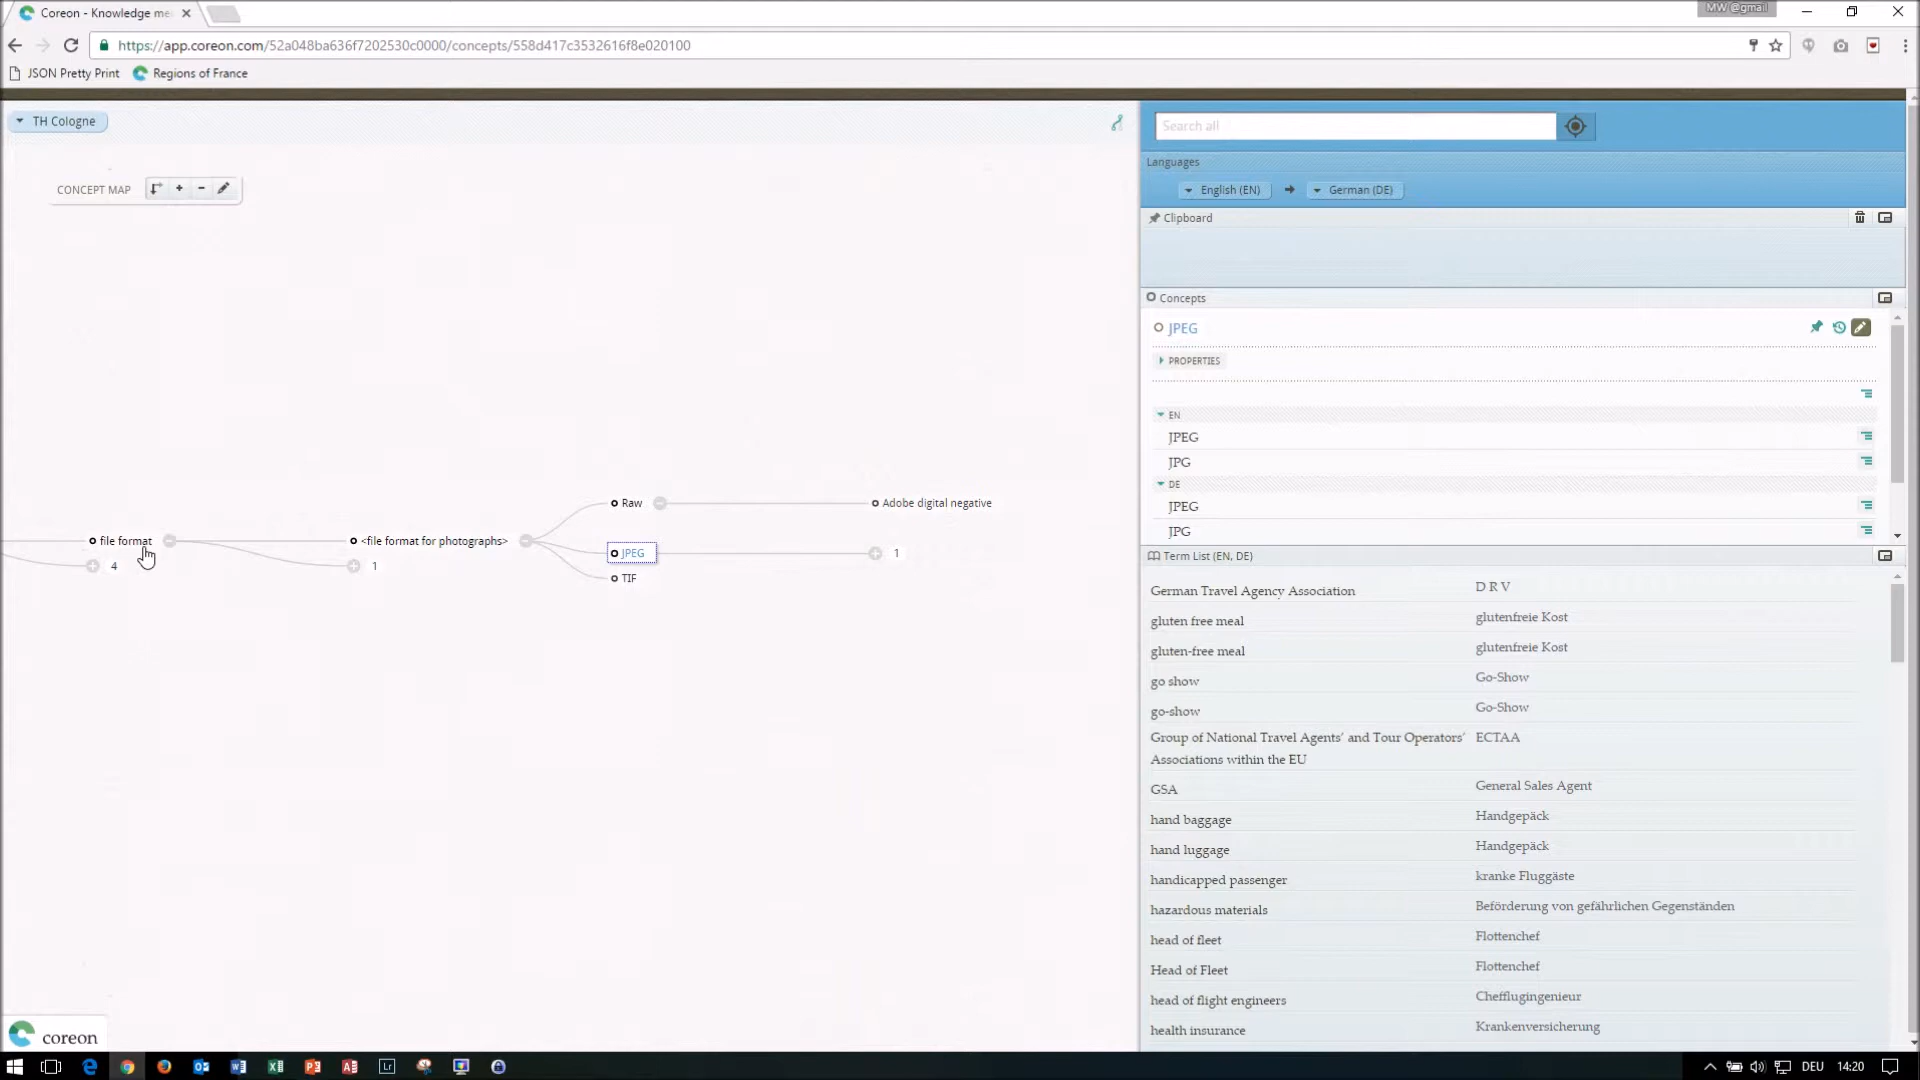 Coreon - Knowledge me
MW @gmail
https://app.coreon.com/52a048ba636f7202530c0000/concepts/558d417c3532616f8e020100
JSON Pretty Print
Regions of France
TH Cologne
CONCEPT MAP
file format
4
<file format for photographs>
1
Raw
JPEG
TIF
Adobe digital negative
1
coreon
Search all
Languages
English (EN)
German (DE)
Clipboard
Concepts
JPEG
PROPERTIES
EN
JPEG
JPG
DE
JPEG
JPG
Term List (EN, DE)
German Travel Agency Association D R V
gluten free meal glutenfreie Kost
gluten-free meal glutenfreie Kost
go show Go-Show
go-show Go-Show
Group of National Travel Agents' and Tour Operators' ECTAA
Associations within the EU
GSA General Sales Agent
hand baggage Handgepäck
hand luggage Handgepäck
handicapped passenger kranke Fluggäste
hazardous materials Beförderung von gefährlichen Gegenständen
head of fleet Flottenchef
Head of Fleet Flottenchef
head of flight engineers Chefflugingenieur
health insurance Krankenversicherung
Lr
DEU 14:20